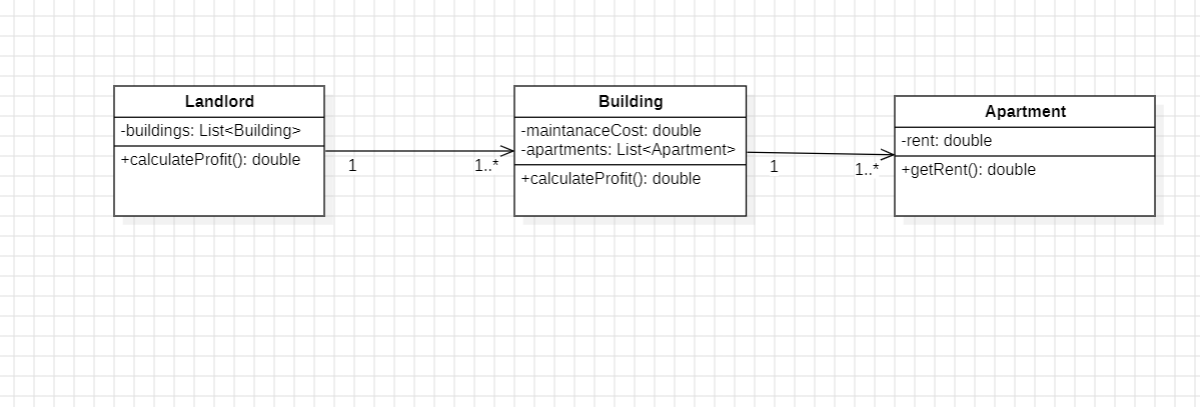 Landlord
-buildings: List<Building>
+calculateProfit(): double
1
1..*
Building
-maintanaceCost: double
-apartments: List<Apartment>
+calculateProfit(): double
1
1..*
Apartment
-rent: double
+getRent(): double